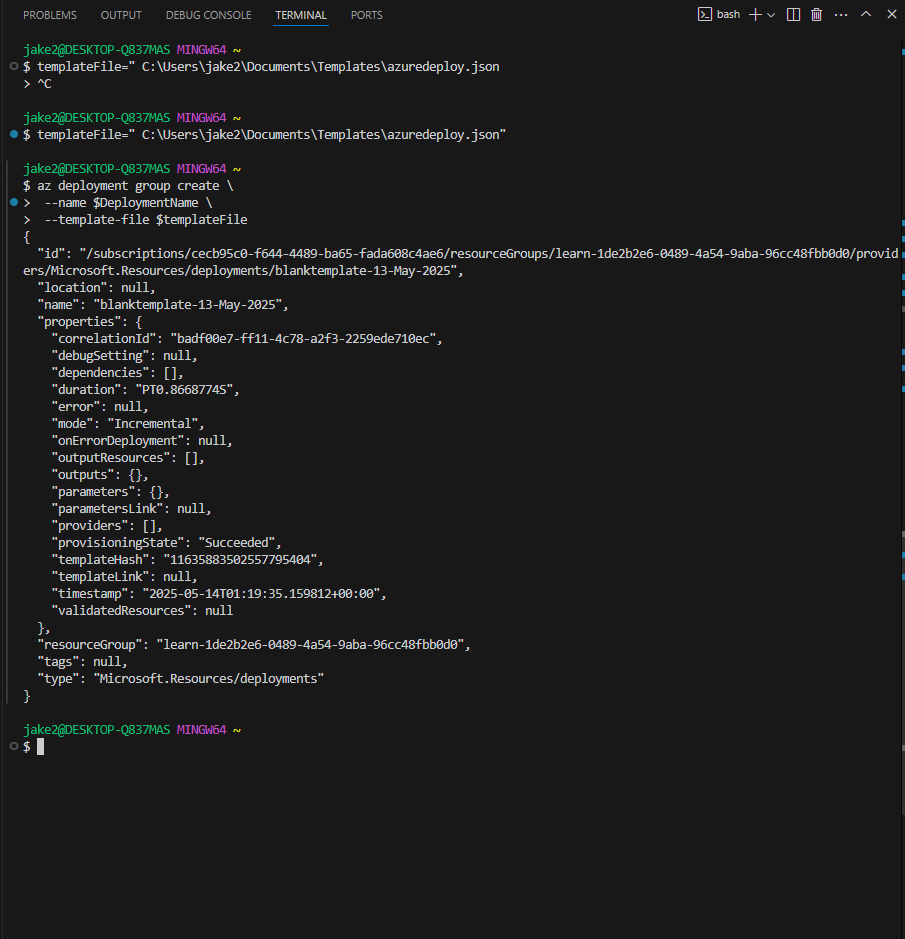 PROBLEMS OUTPUT DEBUG CONSOLE TERMINAL PORTS bash
jake2@DESKTOP-Q837MAS MINGW64 ~
$ templateFile=" C:\Users\jake2\Documents\Templates\azuredeploy.json
> ^C
jake2@DESKTOP-Q837MAS MINGW64 ~
$ templateFile=" C:\Users\jake2\Documents\Templates\azuredeploy.json"
jake2@DESKTOP-Q837MAS MINGW64 ~
$ az deployment group create \
>  --name $DeploymentName \
>  --template-file $templateFile
{
  "id": "/subscriptions/cecb95c0-f644-4489-ba65-fada608c4ae6/resourceGroups/learn-1de2b2e6-0489-4a54-9aba-96cc48fbb0d0/provid
ers/Microsoft.Resources/deployments/blanktemplate-13-May-2025",
  "location": null,
  "name": "blanktemplate-13-May-2025",
  "properties": {
    "correlationId": "badf00e7-ff11-4c78-a2f3-2259ede710ec",
    "debugSetting": null,
    "dependencies": [],
    "duration": "PT0.8668774S",
    "error": null,
    "mode": "Incremental",
    "onErrorDeployment": null,
    "outputResources": [],
    "outputs": {},
    "parameters": {},
    "parametersLink": null,
    "providers": [],
    "provisioningState": "Succeeded",
    "templateHash": "11635883502557795404",
    "templateLink": null,
    "timestamp": "2025-05-14T01:19:35.159812+00:00",
    "validatedResources": null
  },
  "resourceGroup": "learn-1de2b2e6-0489-4a54-9aba-96cc48fbb0d0",
  "tags": null,
  "type": "Microsoft.Resources/deployments"
}
jake2@DESKTOP-Q837MAS MINGW64 ~
$